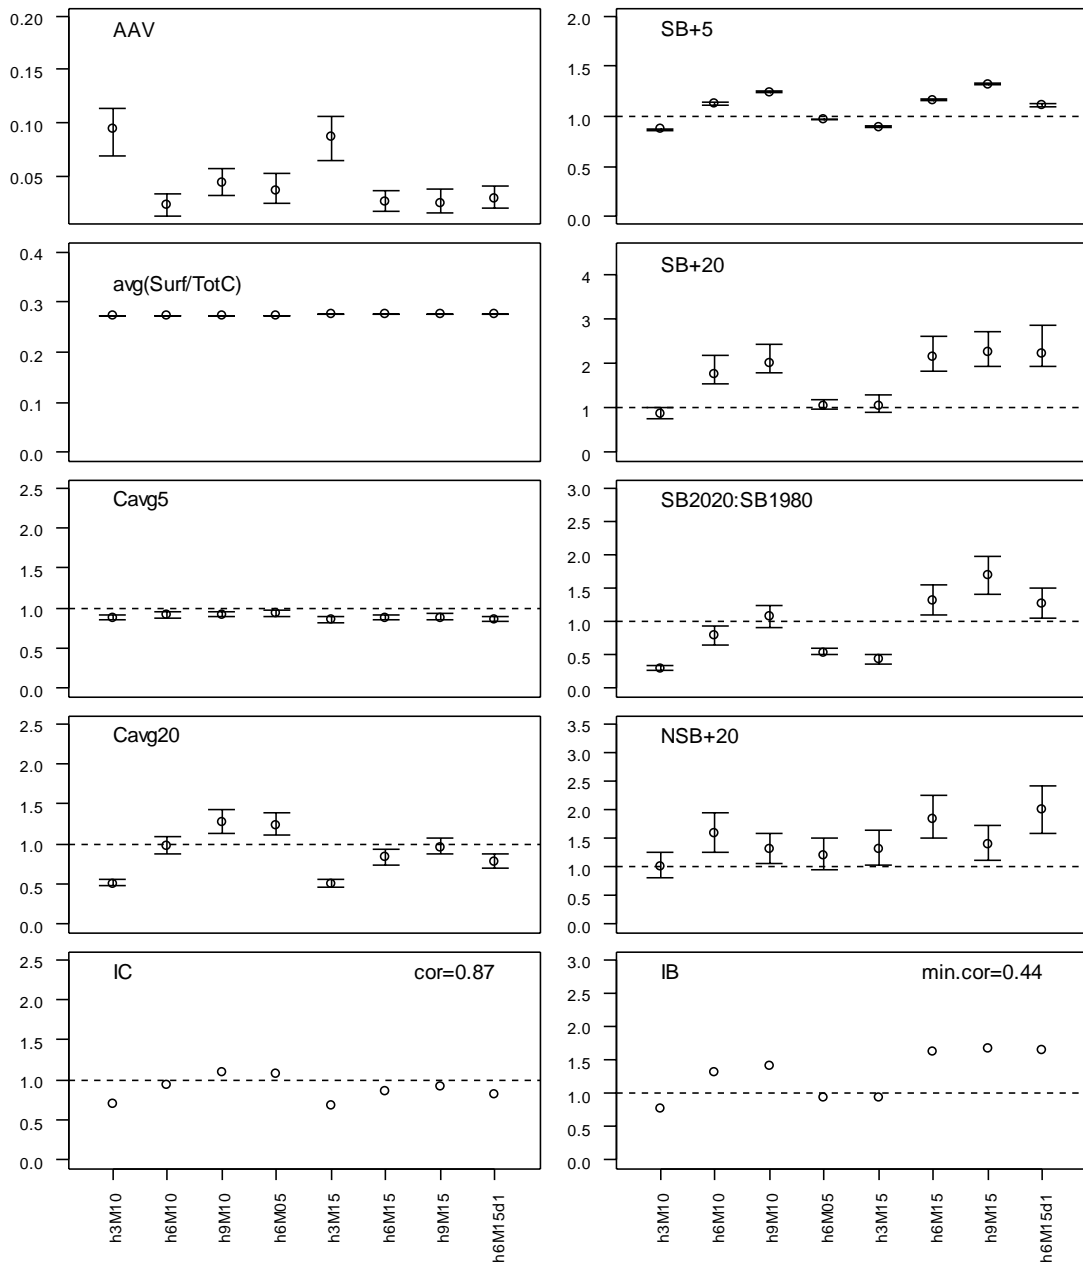 AAV
0.20
0.15
0.10
0.05
SB+5
2.0
1.5
1.0
0.5
0.0
avg(Surf/TotC)
0.4
0.3
0.2
0.1
0.0
SB+20
4
3
2
1
0
Cavg5
2.5
2.0
1.5
1.0
0.5
0.0
SB2020:SB1980
3.0
2.5
2.0
1.5
1.0
0.5
0.0
Cavg20
2.5
2.0
1.5
1.0
0.5
0.0
NSB+20
3.5
3.0
2.5
2.0
1.5
1.0
0.5
0.0
IC cor=0.87
2.5
2.0
1.5
1.0
0.5
0.0
h3M10
h6M10
h9M10
h6M05
h3M15
h6M15
h9M15
h6M15d1
IB min.cor=0.44
3.0
2.5
2.0
1.5
1.0
0.5
0.0
h3M10
h6M10
h9M10
h6M05
h3M15
h6M15
h9M15
h6M15d1